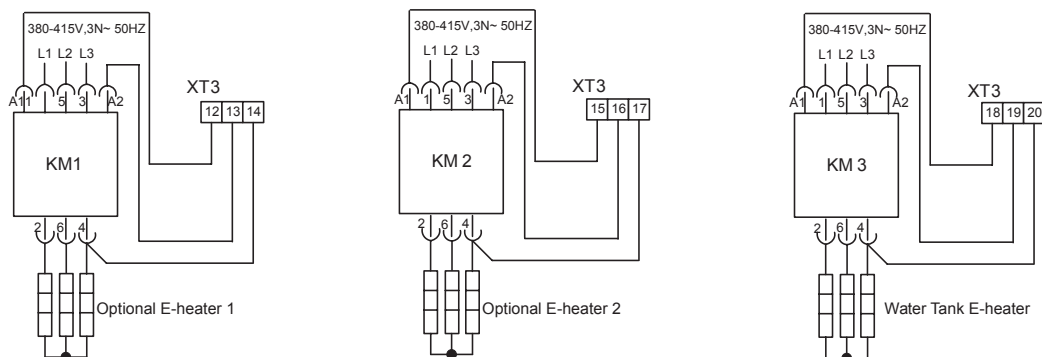 380-415V,3N~ 50HZ
L1 L2 L3
XT3
A1 1 5 3 A2
12 13 14
KM1
2 6 4
Optional E-heater 1
380-415V,3N~ 50HZ
L1 L2 L3
XT3
A1 1 5 3 A2
15 16 17
KM 2
2 6 4
Optional E-heater 2
380-415V,3N~ 50HZ
L1 L2 L3
XT3
A1 1 5 3 A2
18 19 20
KM 3
2 6 4
Water Tank E-heater